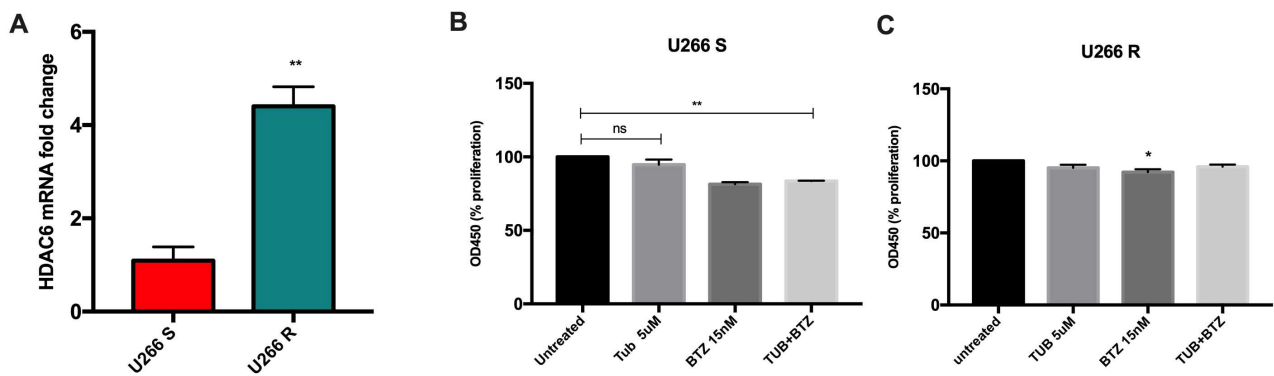 A
HDAC6 mRNA fold change
6
4
2
0
**
U266 S
U266 R
B
U266 S
OD450 (% proliferation)
150
100
50
0
**
ns
Untreated
Tub 5uM
BTZ 15nM
TUB+BTZ
C
U266 R
OD450 (% proliferation)
150
100
50
0
*
untreated
TUB 5uM
BTZ 15nM
TUB+BTZ